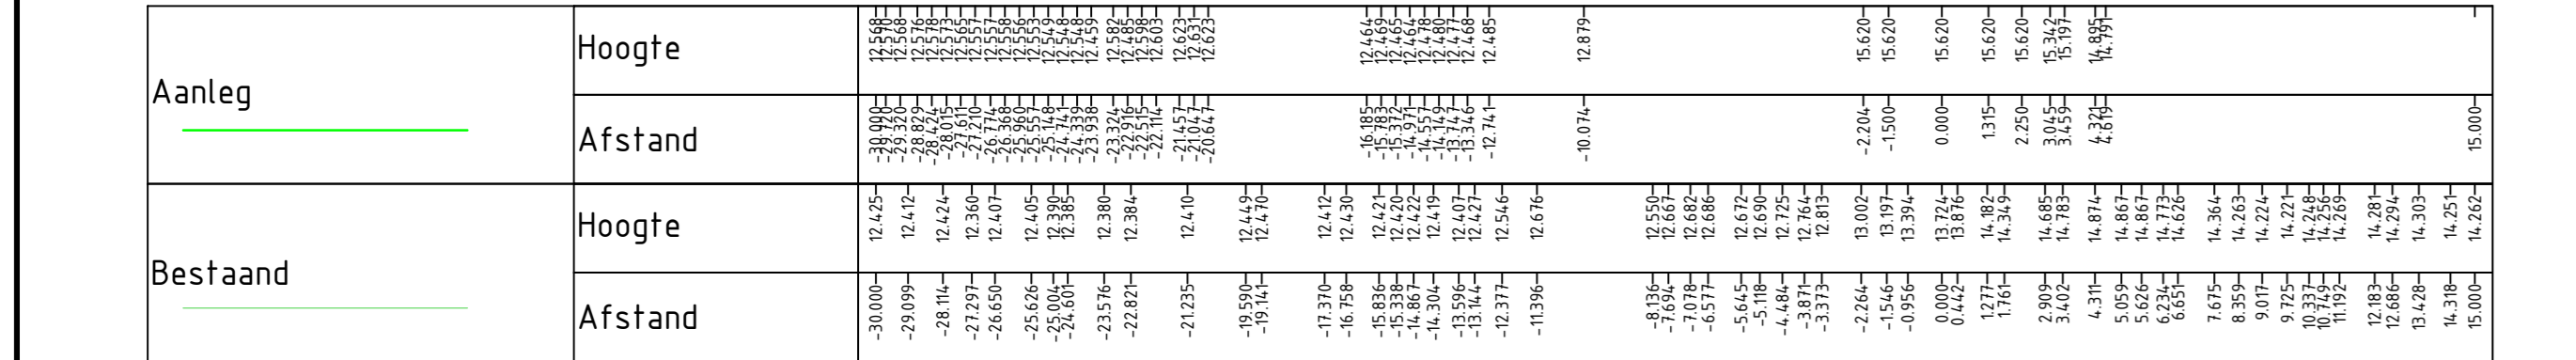 Aanleg
Hoogte
12.568 12.570 12.568 12.576 12.578 12.573 12.565 12.557 12.557 12.558 12.556 12.553 12.549 12.548 12.548 12.459 12.582 12.485 12.598 12.603 12.623 12.631 12.623 12.464 12.469 12.465 12.464 12.478 12.480 12.477 12.468 12.485 12.879 15.620 15.620 15.620 15.620 15.620 15.342 15.197 14.895 14.791
Afstand
-30.000 -29.720 -29.320 -28.829 -28.424 -28.015 -27.611 -27.210 -26.774 -26.368 -25.960 -25.557 -25.148 -24.741 -24.339 -23.938 -23.324 -22.916 -22.515 -22.114 -21.457 -21.047 -20.647 -16.185 -15.783 -15.372 -14.971 -14.557 -14.149 -13.747 -13.346 -12.741 -10.074 -2.204 -1.500 0.000 1.315 2.250 3.045 3.459 4.321 4.619 15.000
Bestaand
Hoogte
12.425 12.412 12.424 12.360 12.407 12.405 12.390 12.385 12.380 12.384 12.410 12.449 12.470 12.412 12.430 12.421 12.420 12.422 12.419 12.407 12.427 12.546 12.676 12.550 12.667 12.682 12.686 12.672 12.690 12.725 12.764 12.813 13.002 13.197 13.394 13.724 13.876 14.182 14.349 14.685 14.783 14.874 14.867 14.867 14.773 14.626 14.364 14.263 14.224 14.221 14.248 14.256 14.269 14.281 14.294 14.303 14.251 14.262
Afstand
-30.000 -29.099 -28.114 -27.297 -26.650 -25.626 -25.004 -24.601 -23.576 -22.821 -21.235 -19.590 -19.141 -17.370 -16.758 -15.836 -15.338 -14.867 -14.304 -13.596 -13.144 -12.377 -11.396 -8.136 -7.694 -7.078 -6.577 -5.645 -5.118 -4.484 -3.871 -3.373 -2.264 -1.546 -0.956 0.000 0.442 1.277 1.761 2.909 3.402 4.311 5.059 5.626 6.234 6.651 7.675 8.359 9.017 9.725 10.337 10.749 11.192 12.183 12.686 13.428 14.318 15.000